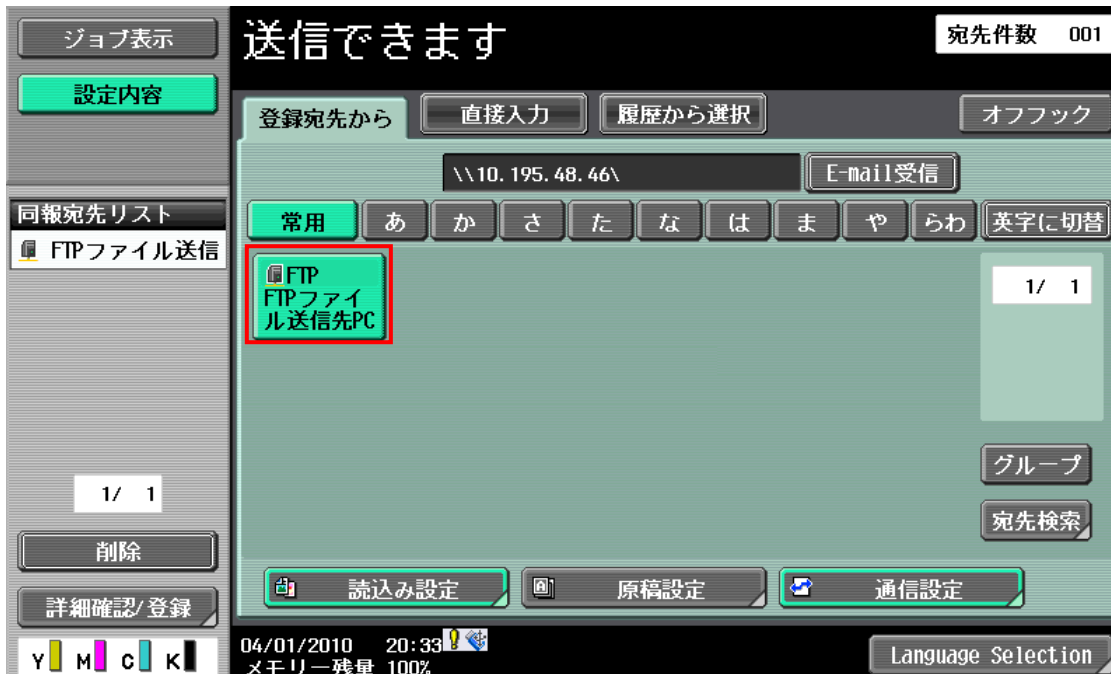 ジョブ表示
設定内容
送信できます
宛先件数 001
登録宛先から
直接入力
履歴から選択
オフフック
\\10.195.48.46\
E-mail受信
同報宛先リスト
FTPファイル送信
常用
あ
か
さ
た
な
は
ま
や
らわ
英字に切替
FTP
FTPファイ
ル送信先PC
1/ 1
グループ
宛先検索
1/ 1
削除
詳細確認/登録
読込み設定
原稿設定
通信設定
Y M C K
04/01/2010 20:33
メモリー残量 100%
Language Selection